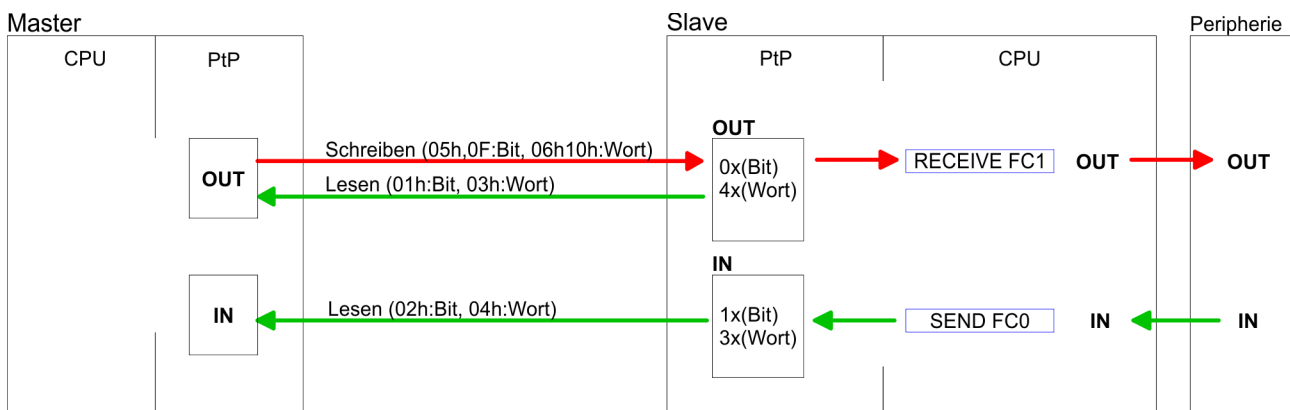 Master
Slave
Peripherie
CPU
PtP
PtP
CPU
OUT
Schreiben (05h,0F:Bit, 06h10h:Wort)
OUT
Lesen (01h:Bit, 03h:Wort)
0x(Bit)
4x(Wort)
RECEIVE FC1
OUT
OUT
IN
IN
Lesen (02h:Bit, 04h:Wort)
1x(Bit)
3x(Wort)
SEND FC0
IN
IN